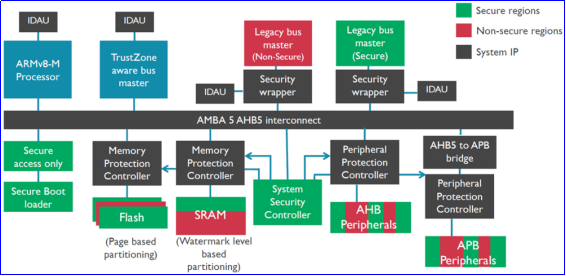 IDAU
IDAU
Legacy bus
master
(Non-Secure)
Legacy bus
master
(Secure)
Secure regions
Non-secure regions
System IP
ARMv8-M
Processor
TrustZone
aware bus
master
IDAU
Security
wrapper
Security
wrapper
IDAU
AMBA 5 AHB5 interconnect
Secure
access only
Memory
Protection
Controller
Memory
Protection
Controller
Peripheral
Protection
Controller
AHB5 to APB
bridge
Secure Boot
loader
System
Security
Controller
Peripheral
Protection
Controller
Flash
SRAM
AHB
Peripherals
(Page based
partitioning)
(Watermark level
based
partitioning)
APB
Peripherals